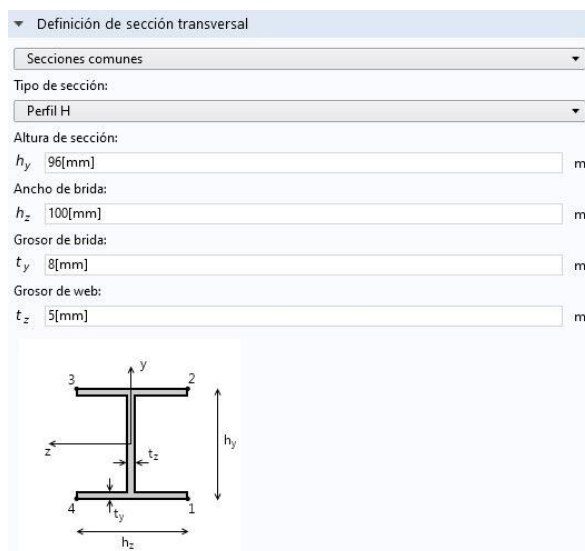 Definición de sección transversal
Secciones comunes
Tipo de sección:
Perfil H
Altura de sección:
hy 96[mm] m
Ancho de brida:
hz 100[mm] m
Grosor de brida:
ty 8[mm] m
Grosor de web:
tz 5[mm] m
y
3 2
z
tz
hy
4 ty 1
hz